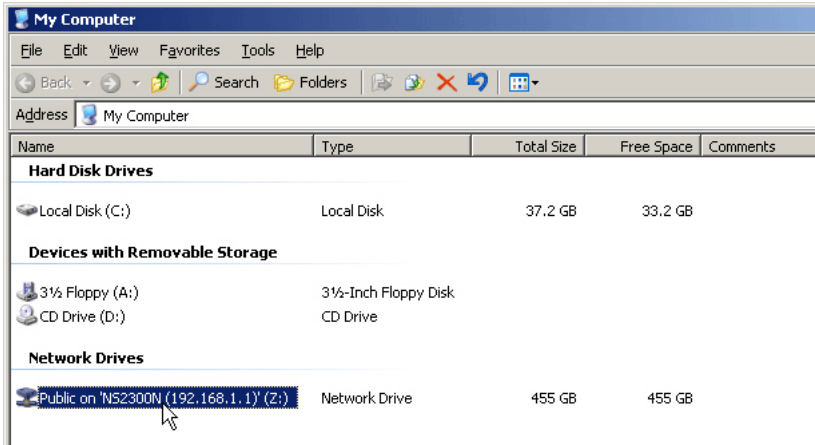 My Computer
File Edit View Favorites Tools Help
Back Search Folders
Address My Computer
Name Type Total Size Free Space Comments
Hard Disk Drives
Local Disk (C:) Local Disk 37.2 GB 33.2 GB
Devices with Removable Storage
3½ Floppy (A:) 3½-Inch Floppy Disk
CD Drive (D:) CD Drive
Network Drives
Public on 'NS2300N (192.168.1.1)' (Z:) Network Drive 455 GB 455 GB